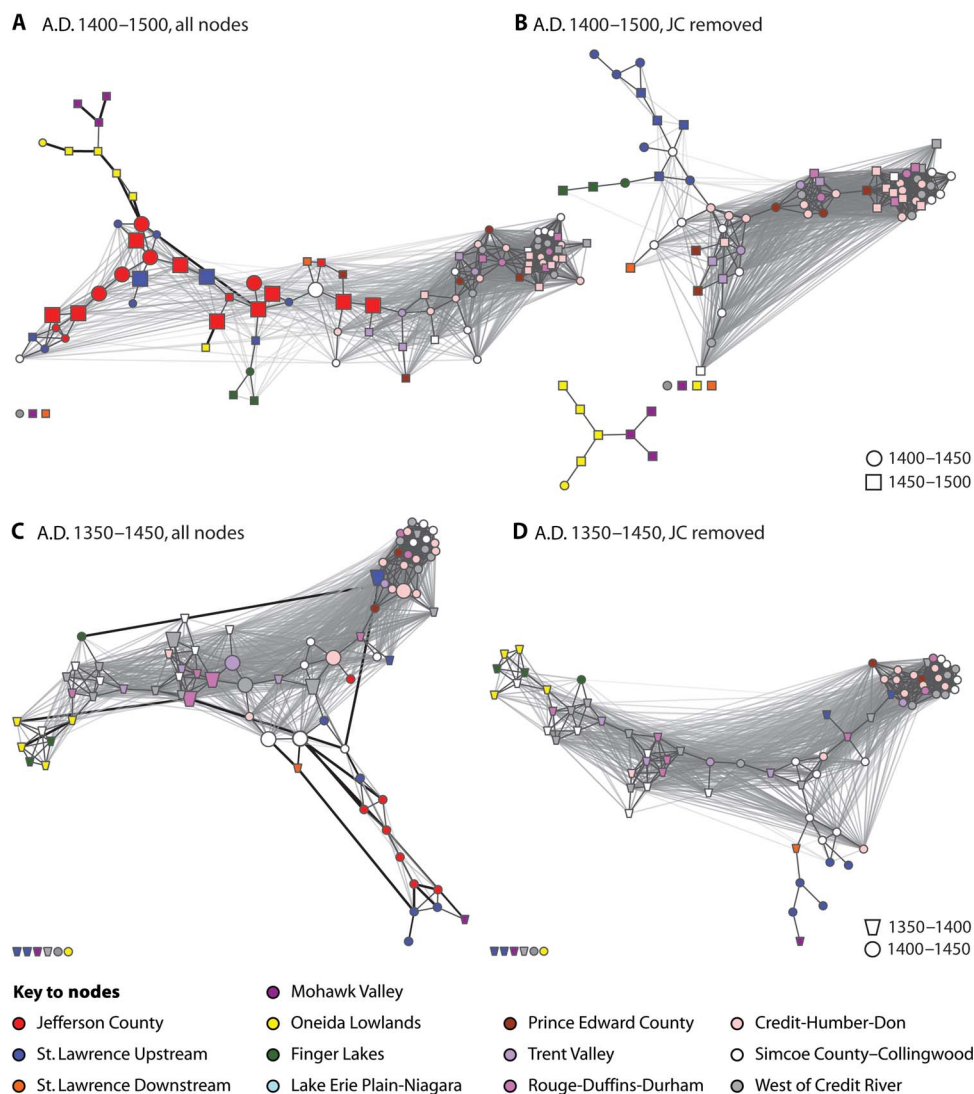 A A.D. 1400–1500, all nodes
B A.D. 1400–1500, JC removed
1400–1450
1450–1500
C A.D. 1350–1450, all nodes
D A.D. 1350–1450, JC removed
1350–1400
1400–1450
Key to nodes
Jefferson County
St. Lawrence Upstream
St. Lawrence Downstream
Mohawk Valley
Oneida Lowlands
Finger Lakes
Lake Erie Plain-Niagara
Prince Edward County
Trent Valley
Rouge-Duffins-Durham
Credit-Humber-Don
Simcoe County–Collingwood
West of Credit River